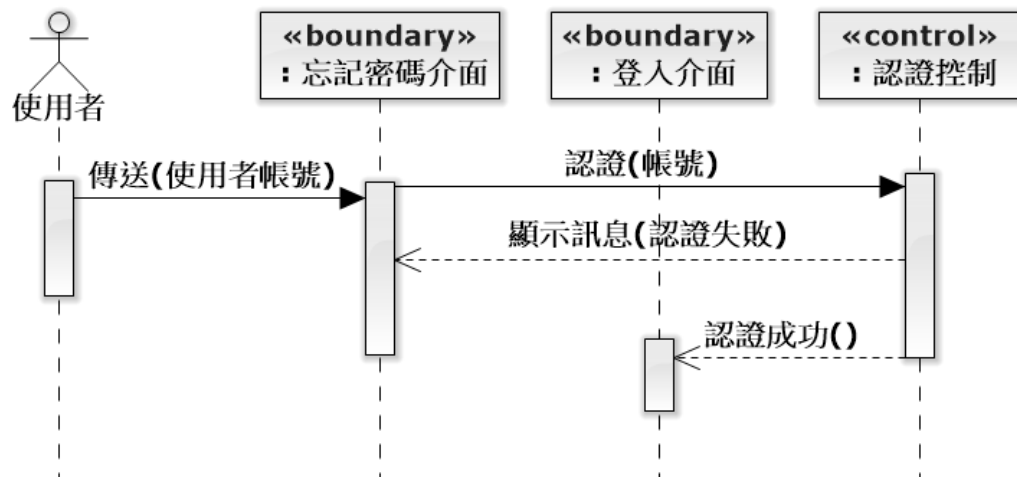 使用者
«boundary»
：忘記密碼介面
«boundary»
：登入介面
«control»
：認證控制
傳送(使用者帳號)
認證(帳號)
顯示訊息(認證失敗)
認證成功()